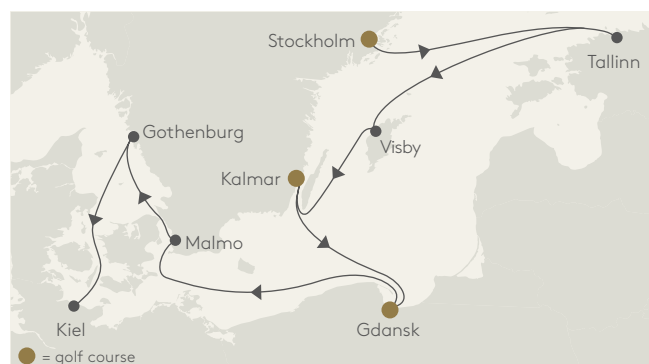 Stockholm
Tallinn
Gothenburg
Visby
Kalmar
Malmo
Kiel
Gdansk
= golf course